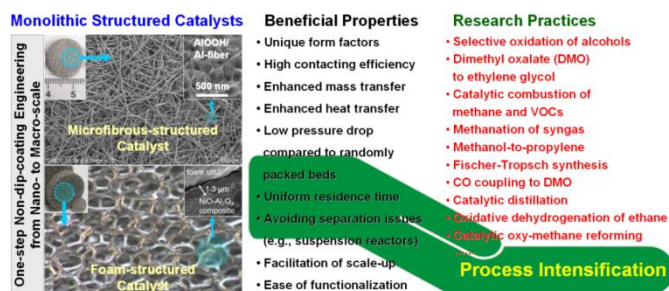 Monolithic Structured Catalysts
One-step Non-dip-coating Engineering
from Nano- to Macro-scale
AlOOH/
Al-fiber
500 nm
4 5
Microfibrous-structured
Catalyst
foam strut
1-3 μm
NiO-Al₂O₃
composite
Foam-structured
Catalyst
Beneficial Properties
• Unique form factors
• High contacting efficiency
• Enhanced mass transfer
• Enhanced heat transfer
• Low pressure drop
compared to randomly
packed beds
• Uniform residence time
• Avoiding separation issues
(e.g., suspension reactors)
• Facilitation of scale-up
• Ease of functionalization
Research Practices
• Selective oxidation of alcohols
• Dimethyl oxalate (DMO)
to ethylene glycol
• Catalytic combustion of
methane and VOCs
• Methanation of syngas
• Methanol-to-propylene
• Fischer-Tropsch synthesis
• CO coupling to DMO
• Catalytic distillation
• Oxidative dehydrogenation of ethane
• Catalytic oxy-methane reforming
......
Process Intensification